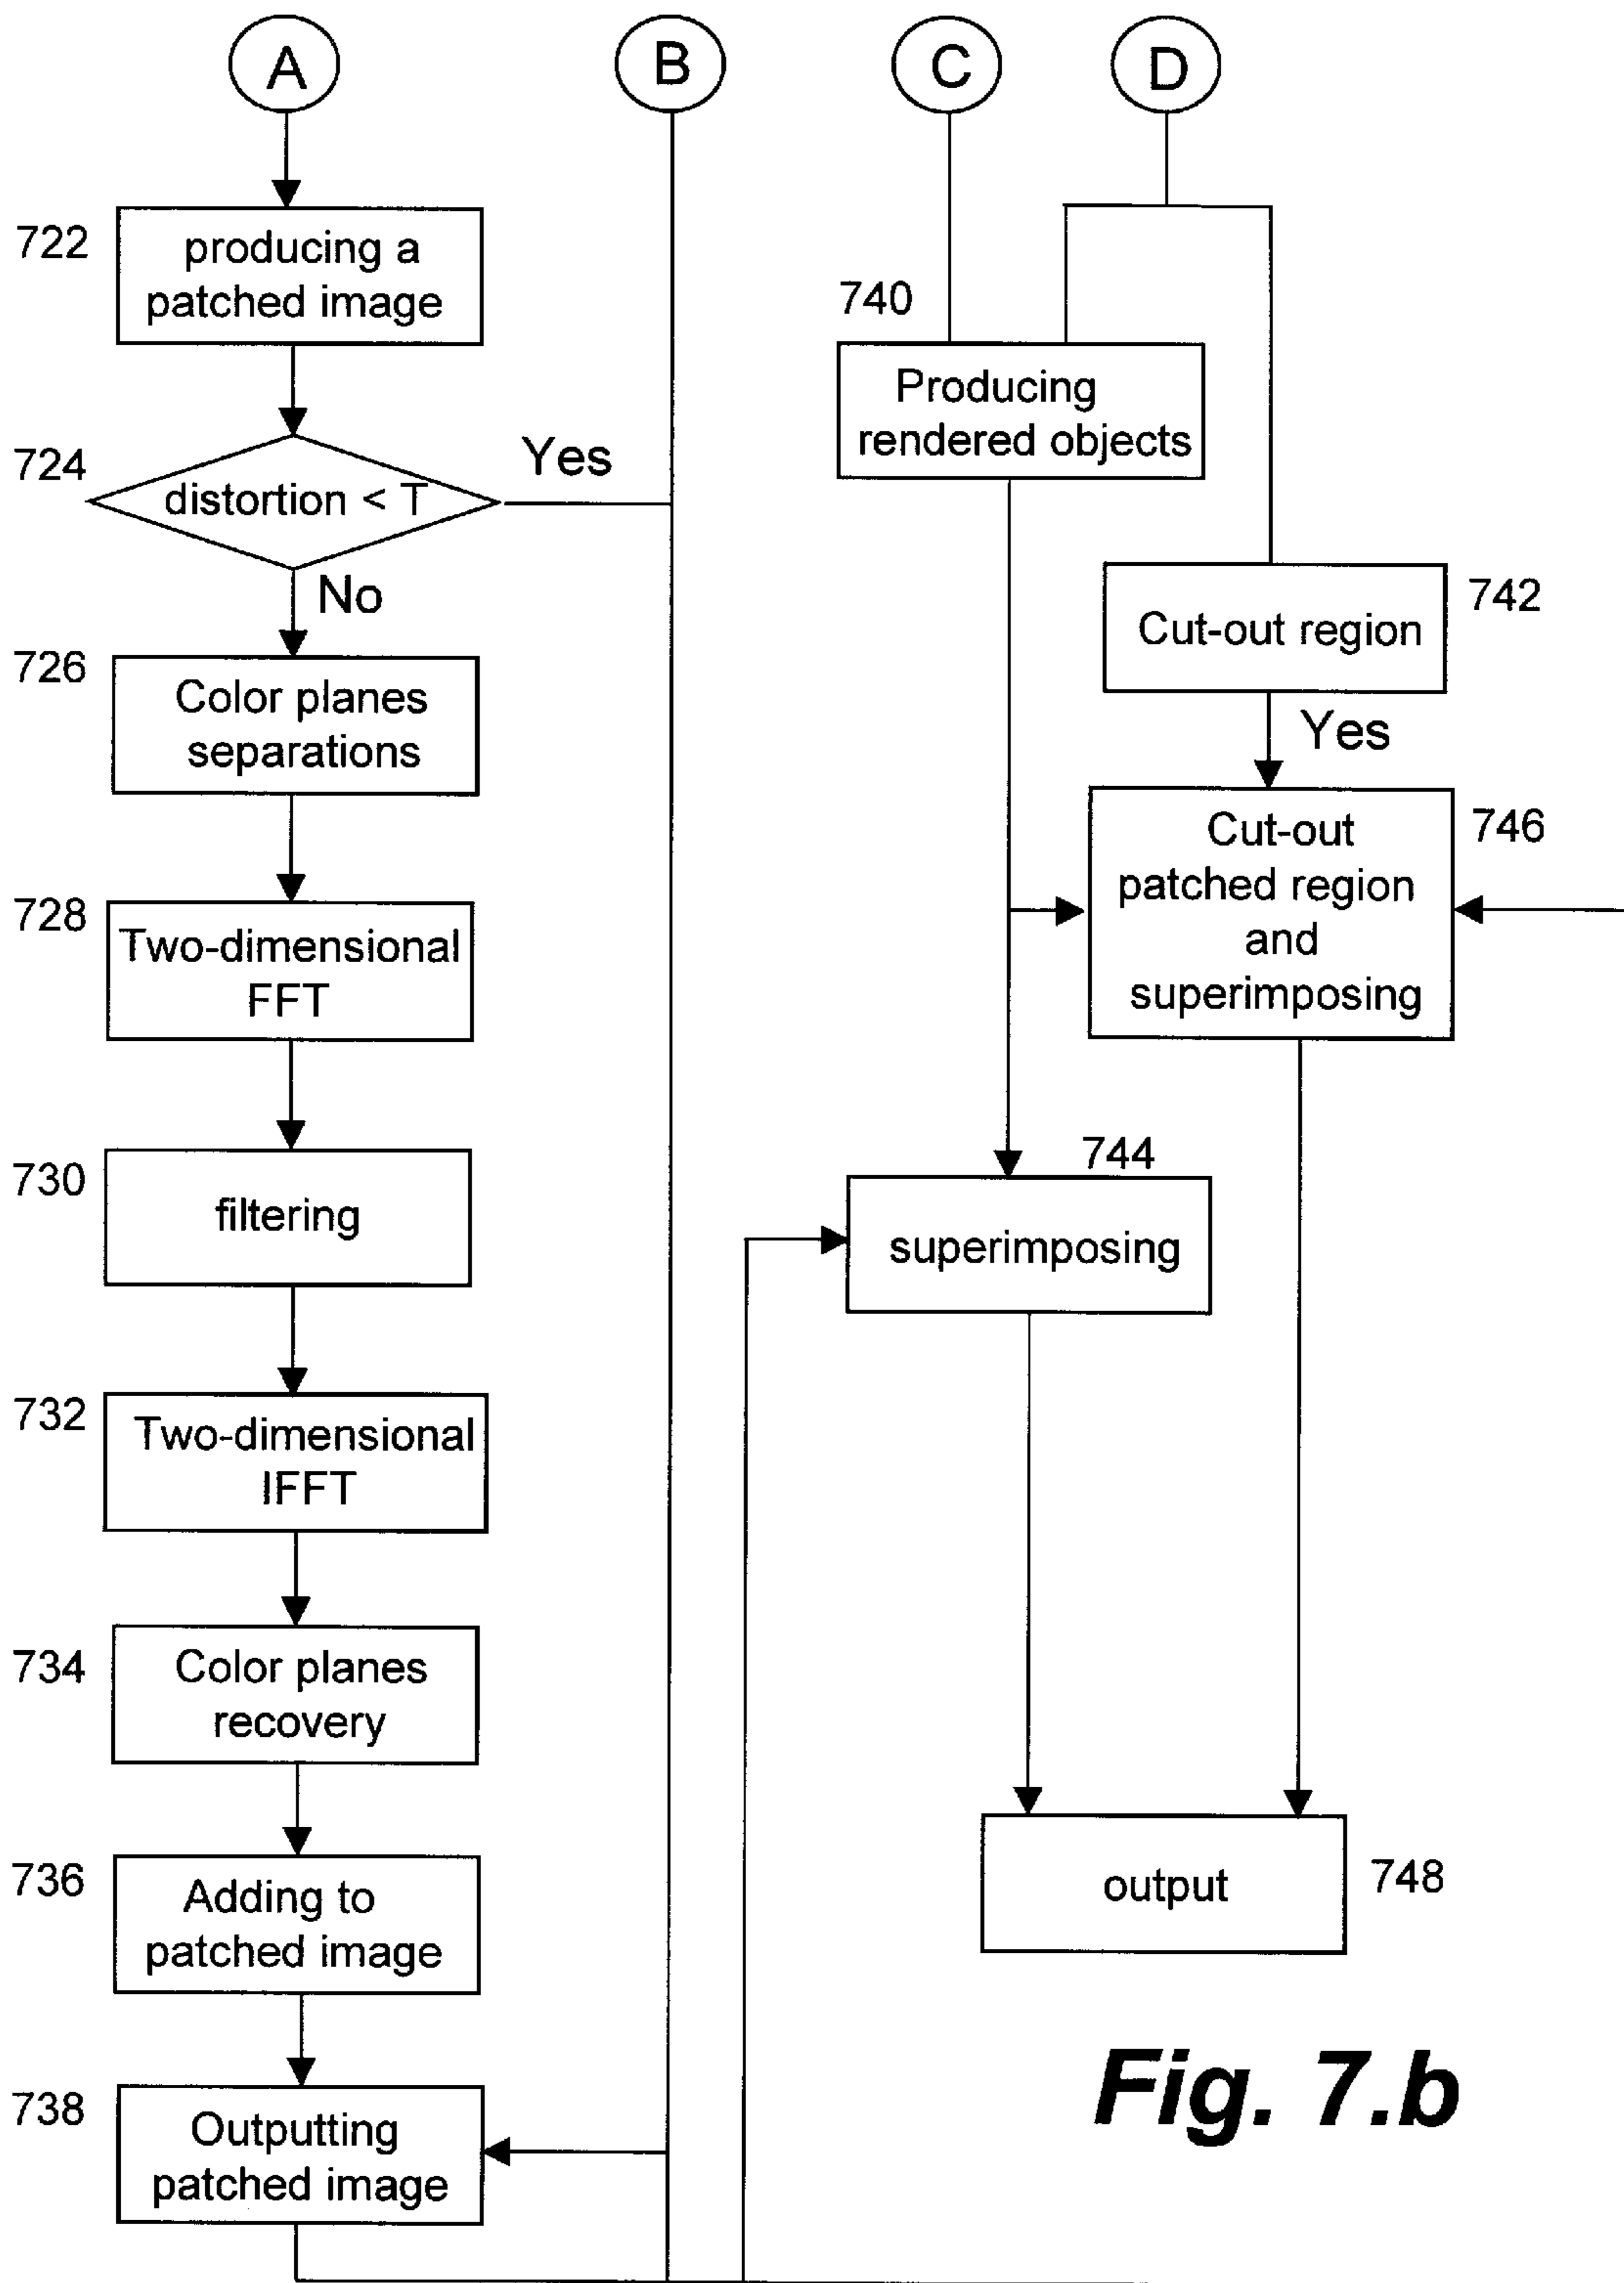 A
B
C
D
722
producing a
patched image
724
distortion < T
Yes
No
726
Color planes
separations
728
Two-dimensional
FFT
730
filtering
732
Two-dimensional
IFFT
734
Color planes
recovery
736
Adding to
patched image
738
Outputting
patched image
740
Producing
rendered objects
742
Cut-out region
Yes
746
Cut-out
patched region
and
superimposing
744
superimposing
output
748
Fig. 7.b